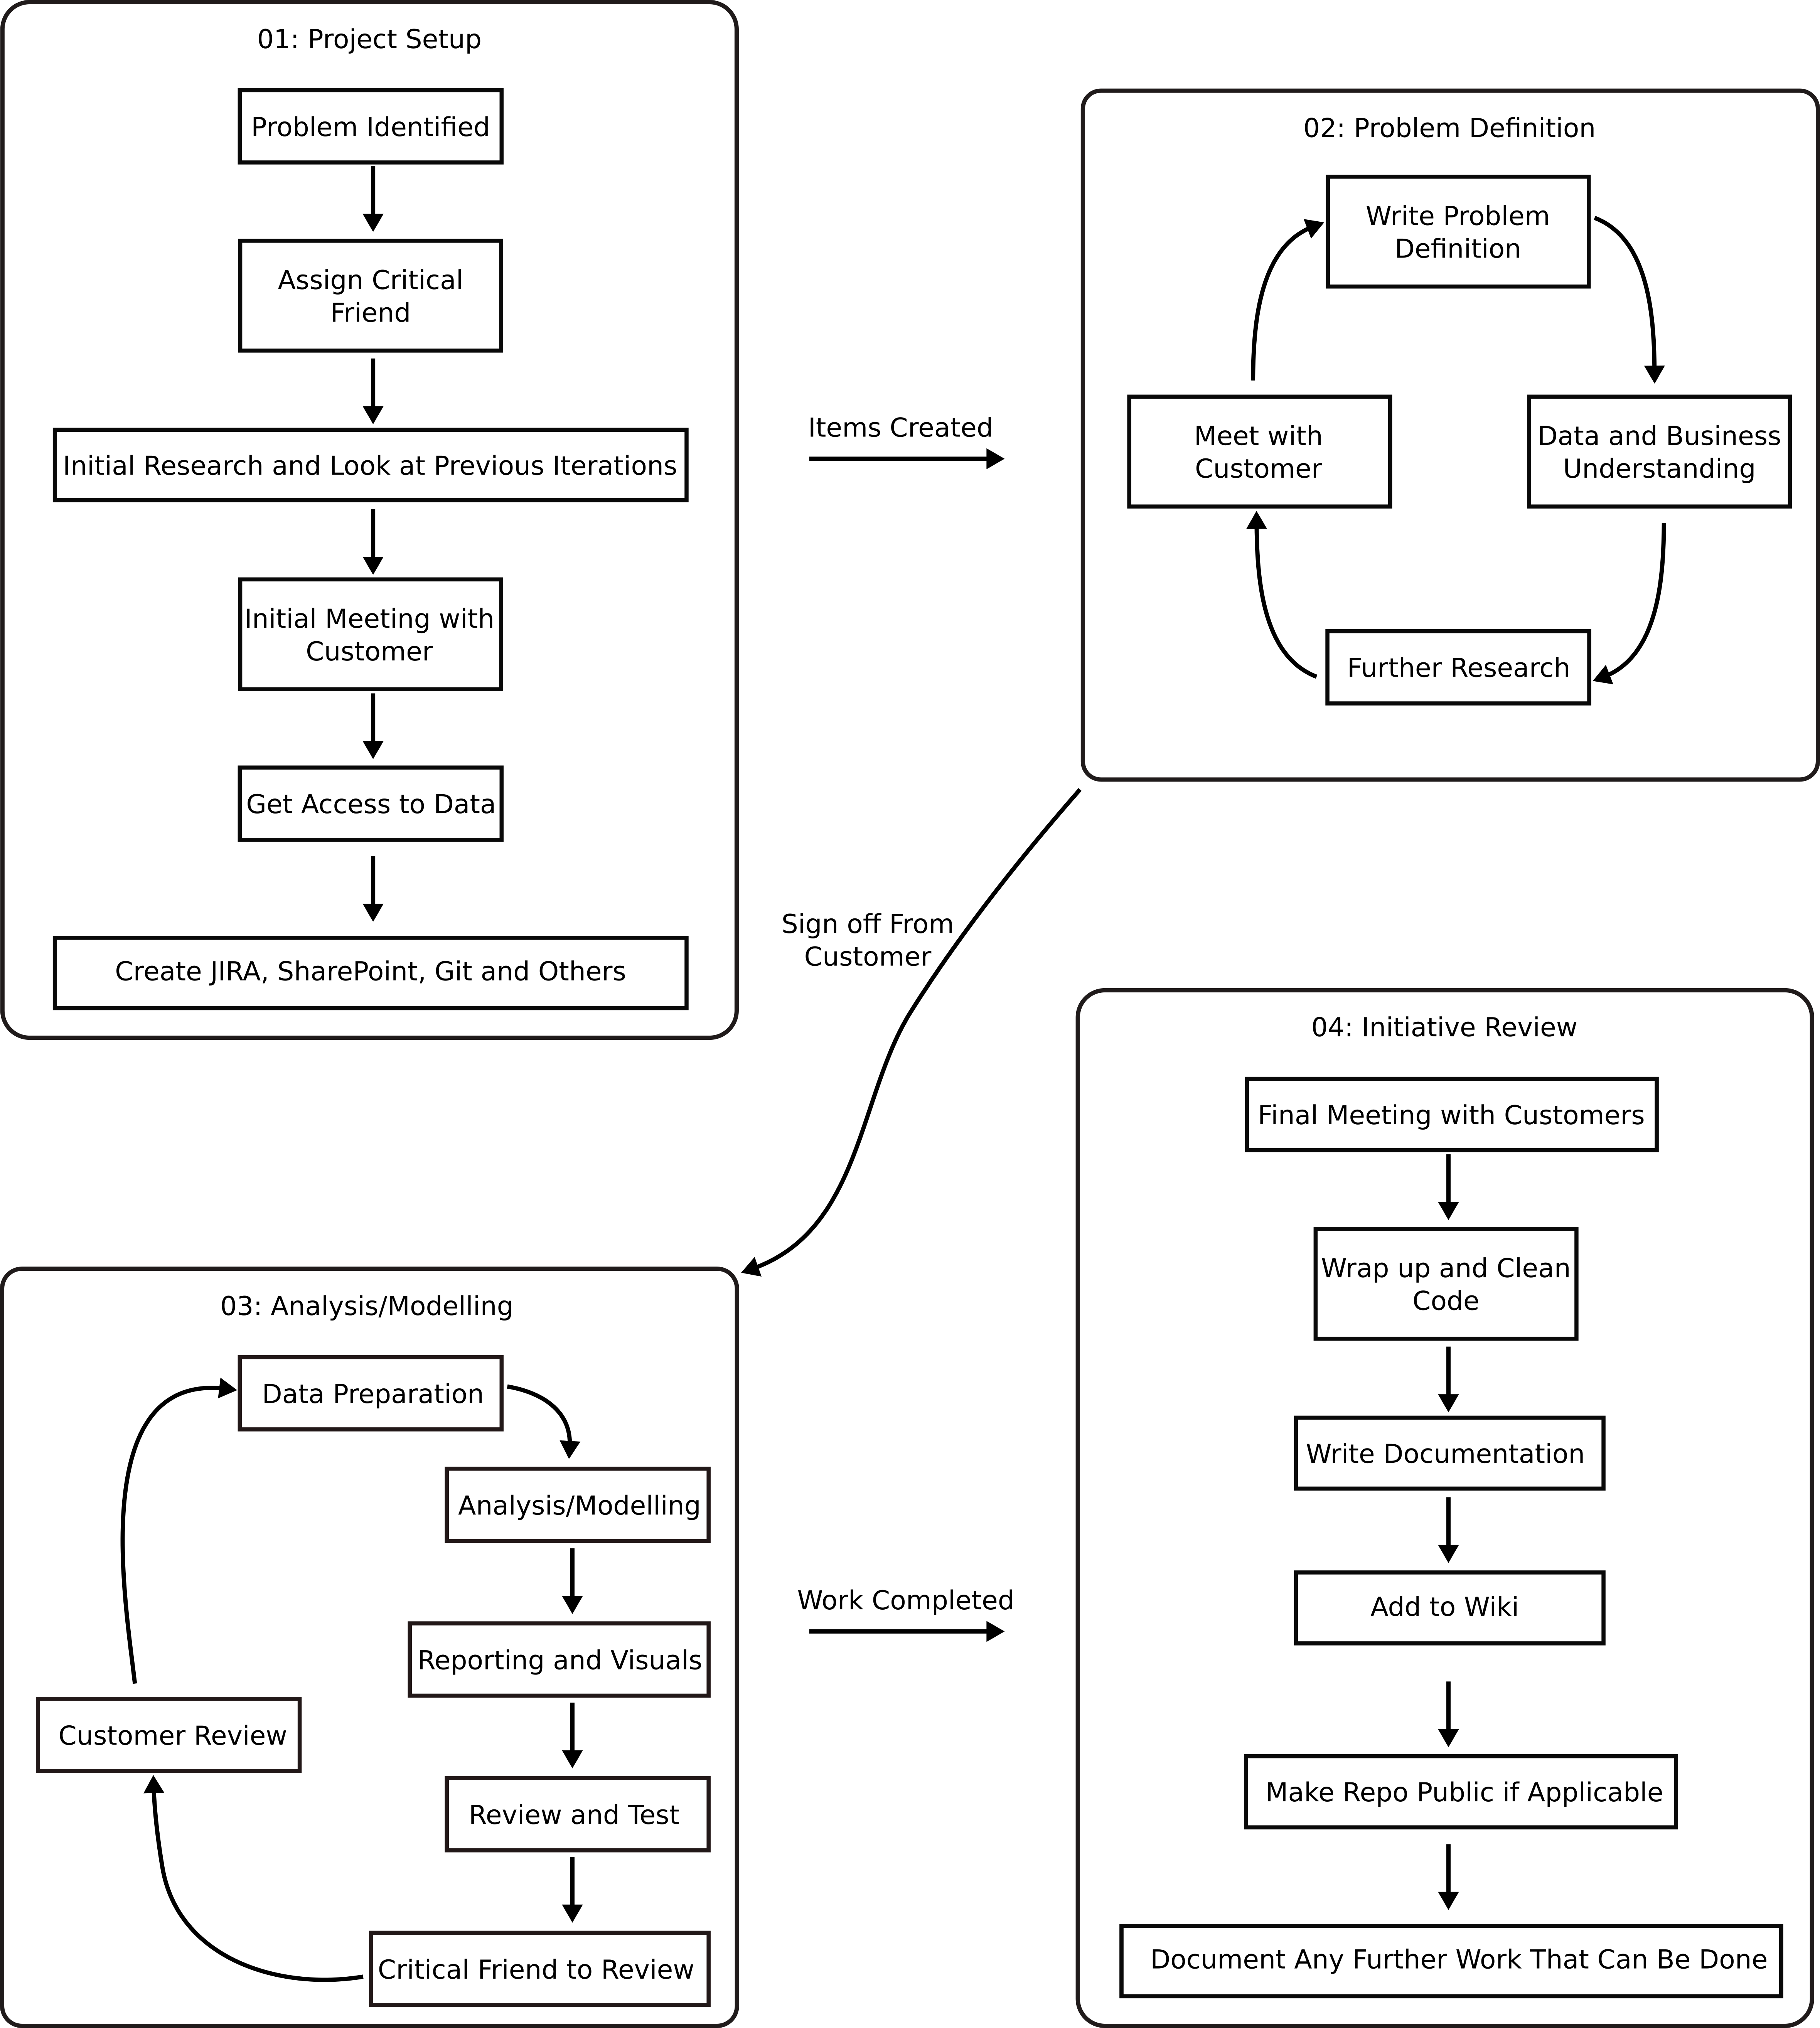 01: Project Setup
Problem Identified
Assign Critical
Friend
Initial Research and Look at Previous Iterations
Initial Meeting with
Customer
Get Access to Data
Create JIRA, SharePoint, Git and Others
Items Created
02: Problem Definition
Write Problem
Definition
Data and Business
Understanding
Further Research
Meet with
Customer
Sign off From
Customer
03: Analysis/Modelling
Data Preparation
Analysis/Modelling
Reporting and Visuals
Review and Test
Critical Friend to Review
Customer Review
Work Completed
04: Initiative Review
Final Meeting with Customers
Wrap up and Clean
Code
Write Documentation
Add to Wiki
Make Repo Public if Applicable
Document Any Further Work That Can Be Done